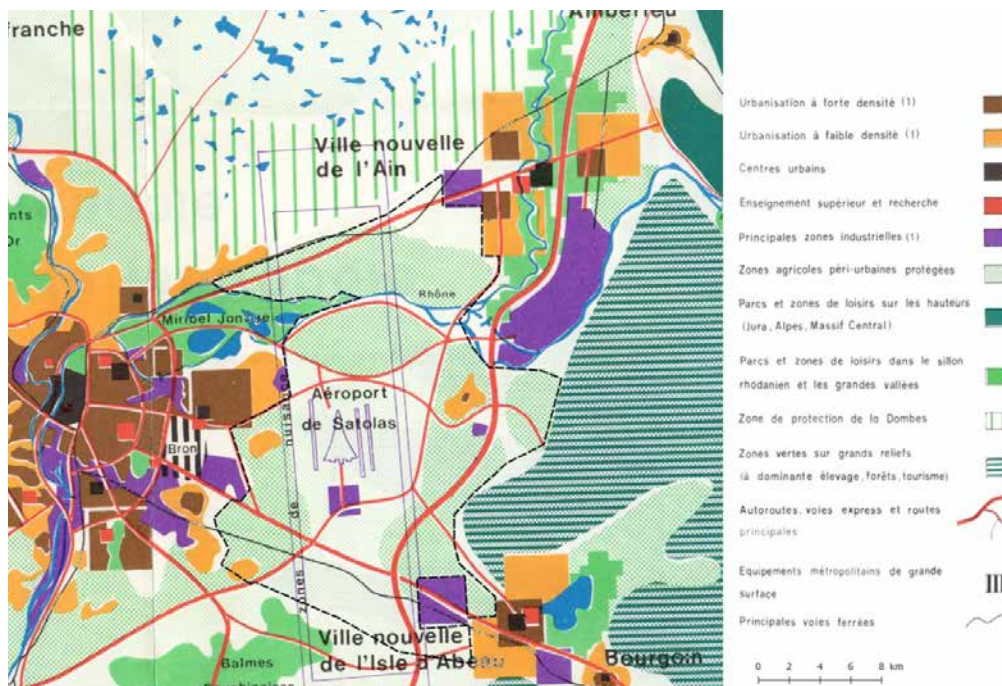 franche
Ambérieu
Ville nouvelle
de l'Ain
nts
Or
Rhône
Miribel Jonage
Aéroport
de Satolas
Bron
zones de nuisance
Ville nouvelle
de l'Isle d'Abeau
Bourgoin
Balmes
Urbanisation à forte densité (1)
Urbanisation à faible densité (1)
Centres urbains
Enseignement supérieur et recherche
Principales zones industrielles (1)
Zones agricoles péri-urbaines protégées
Parcs et zones de loisirs sur les hauteurs
(Jura, Alpes, Massif Central)
Parcs et zones de loisirs dans le sillon
rhodanien et les grandes vallées
Zone de protection de la Dombes
Zones vertes sur grands reliefs
(à dominante élevage, forêts, tourisme)
Autoroutes, voies express et routes
principales
Equipements métropolitains de grande
surface
Principales voies ferrées
0 2 4 6 8 km